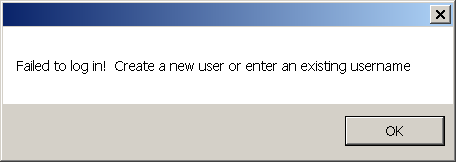 Failed to log in!  Create a new user or enter an existing username
OK